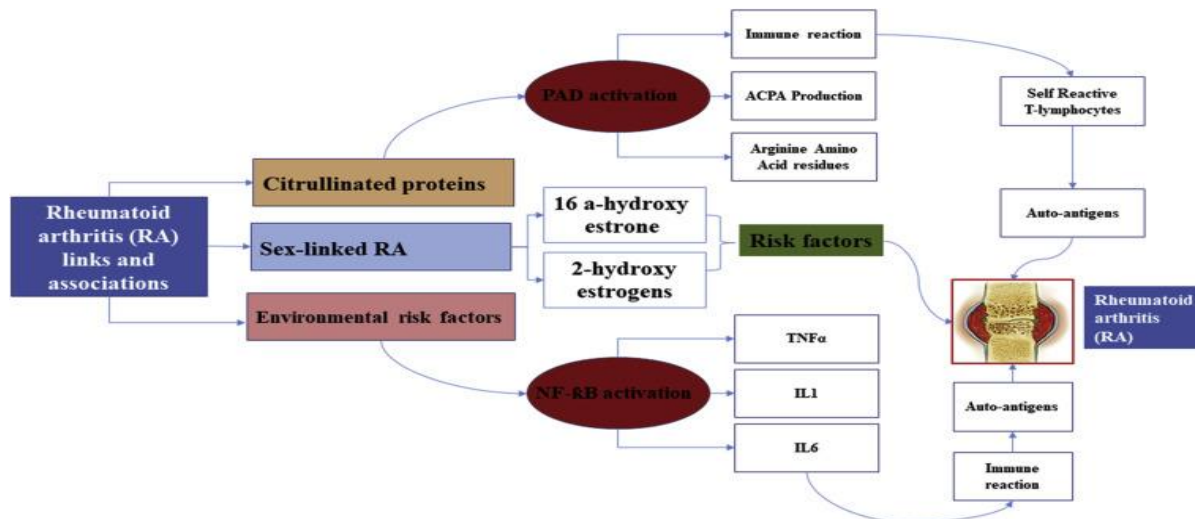 Immune reaction
PAD activation
ACPA Production
Self Reactive
T-lymphocytes
Arginine Amino
Acid residues
Citrullinated proteins
Rheumatoid
arthritis (RA)
links and
associations
Sex-linked RA
16 a-hydroxy
estrone
2-hydroxy
estrogens
Risk factors
Auto-antigens
Environmental risk factors
Rheumatoid
arthritis
(RA)
TNFα
NF-ƙB activation
IL1
IL6
Auto-antigens
Immune
reaction